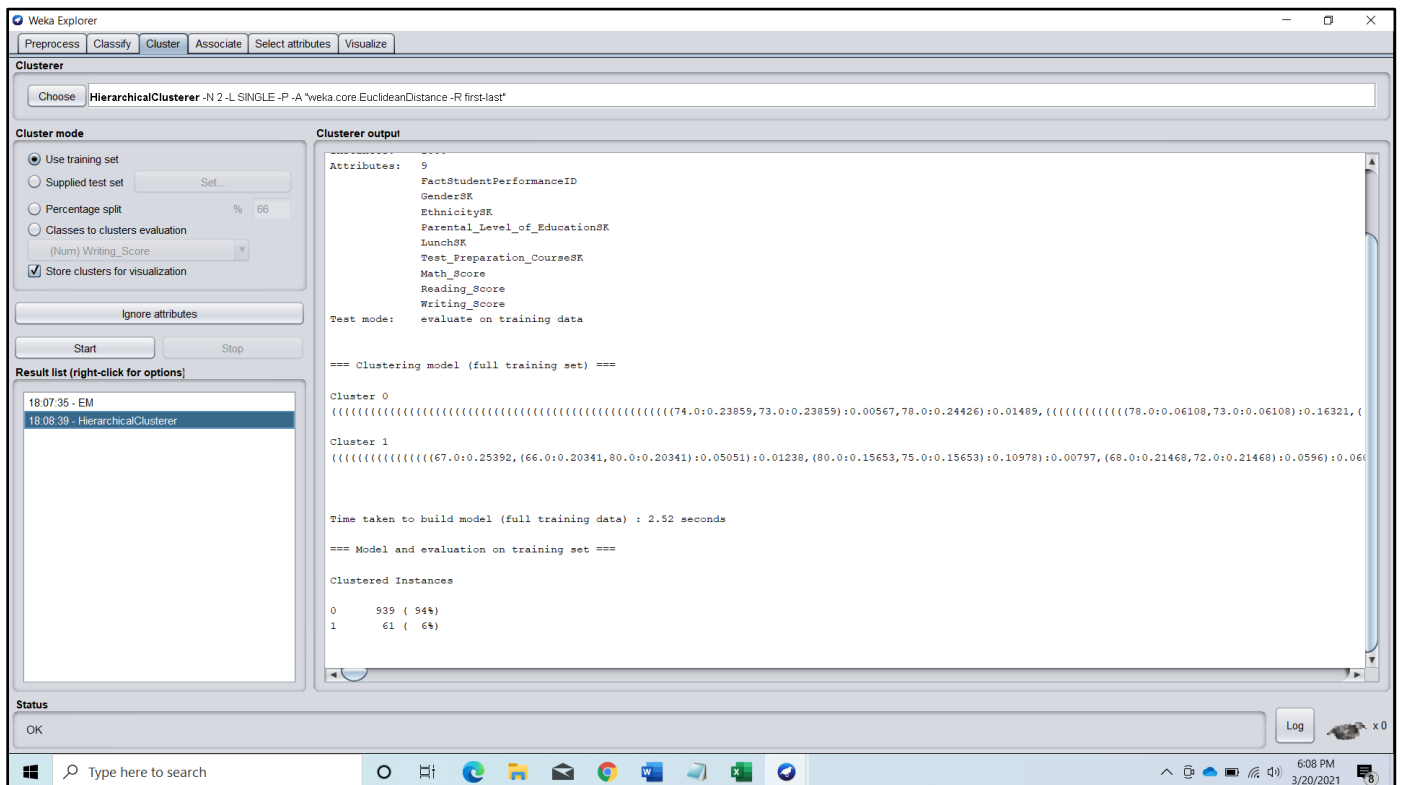 Weka Explorer
Preprocess Classify Cluster Associate Select attributes Visualize
Clusterer
Choose HierarchicalClusterer -N 2 -L SINGLE -P -A "weka.core.EuclideanDistance -R first-last"
Cluster mode
Use training set
Supplied test set Set...
Percentage split % 66
Classes to clusters evaluation
(Num) Writing_Score
Store clusters for visualization
Ignore attributes
Start Stop
Result list (right-click for options)
18:07:35 - EM
18:08:39 - HierarchicalClusterer
Clusterer output
Attributes: 9
FactStudentPerformanceID
GenderSK
EthnicitySK
Parental_Level_of_EducationSK
LunchSK
Test_Preparation_CourseSK
Math_Score
Reading_Score
Writing_Score
Test mode: evaluate on training data
=== Clustering model (full training set) ===
Cluster 0
((((((((((((((((((((((((((((((((((((((((((((((((((((74.0:0.23859,73.0:0.23859):0.00567,78.0:0.24426):0.01489,(((((((((((((78.0:0.06108,73.0:0.06108):0.16321,(
Cluster 1
((((((((((((((((67.0:0.25392,(66.0:0.20341,80.0:0.20341):0.05051):0.01238,(80.0:0.15653,75.0:0.15653):0.10978):0.00797,(68.0:0.21468,72.0:0.21468):0.0596):0.06
Time taken to build model (full training data) : 2.52 seconds
=== Model and evaluation on training set ===
Clustered Instances
0 939 ( 94%)
1 61 ( 6%)
Status
OK
Log x 0
Type here to search
6:08 PM
3/20/2021
8